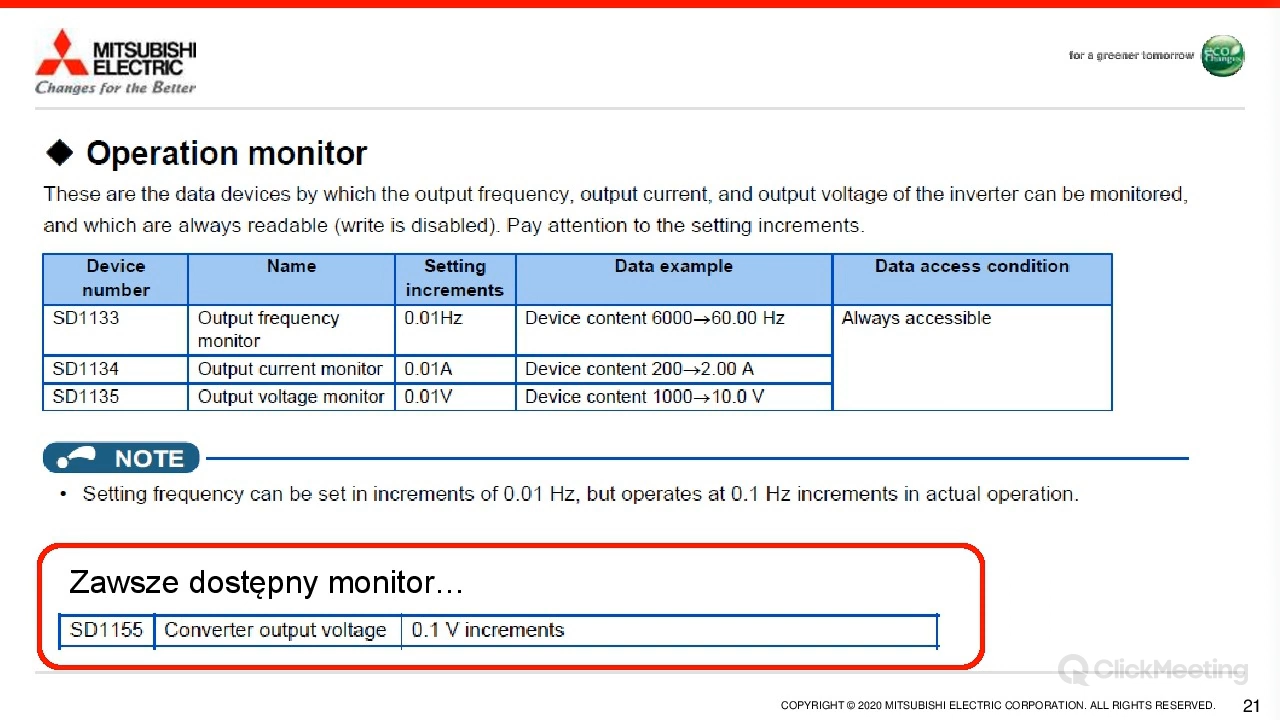 MITSUBISHI
ELECTRIC
Changes for the Better
for a greener tomorrow
eco
Changes
◆ Operation monitor
These are the data devices by which the output frequency, output current, and output voltage of the inverter can be monitored,
and which are always readable (write is disabled). Pay attention to the setting increments.
Device number | Name | Setting increments | Data example | Data access condition
SD1133 | Output frequency monitor | 0.01Hz | Device content 6000→60.00 Hz | Always accessible
SD1134 | Output current monitor | 0.01A | Device content 200→2.00 A
SD1135 | Output voltage monitor | 0.01V | Device content 1000→10.0 V
NOTE
• Setting frequency can be set in increments of 0.01 Hz, but operates at 0.1 Hz increments in actual operation.
Zawsze dostępny monitor…
SD1155 | Converter output voltage | 0.1 V increments
ClickMeeting
COPYRIGHT © 2020 MITSUBISHI ELECTRIC CORPORATION. ALL RIGHTS RESERVED.
21